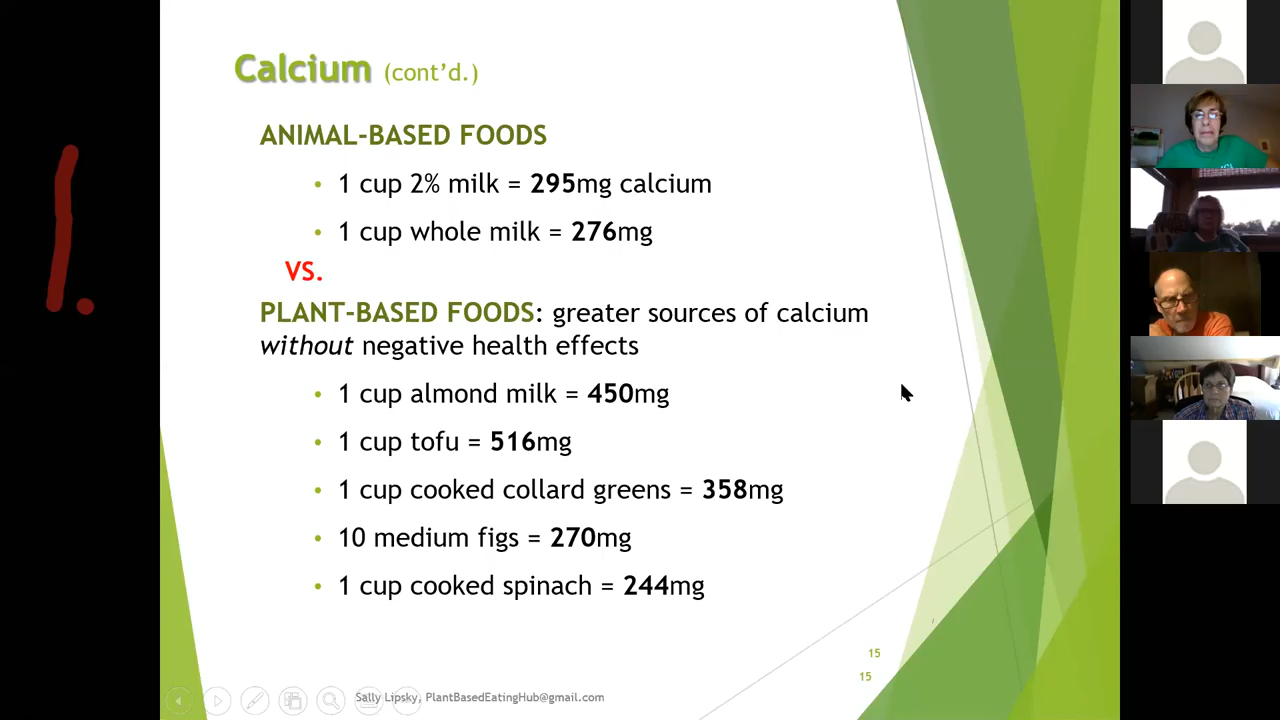 1.
Calcium (cont'd.)
ANIMAL-BASED FOODS
• 1 cup 2% milk = 295mg calcium
• 1 cup whole milk = 276mg
VS.
PLANT-BASED FOODS: greater sources of calcium
without negative health effects
• 1 cup almond milk = 450mg
• 1 cup tofu = 516mg
• 1 cup cooked collard greens = 358mg
• 10 medium figs = 270mg
• 1 cup cooked spinach = 244mg
15
15
Sally Lipsky, PlantBasedEatingHub@gmail.com